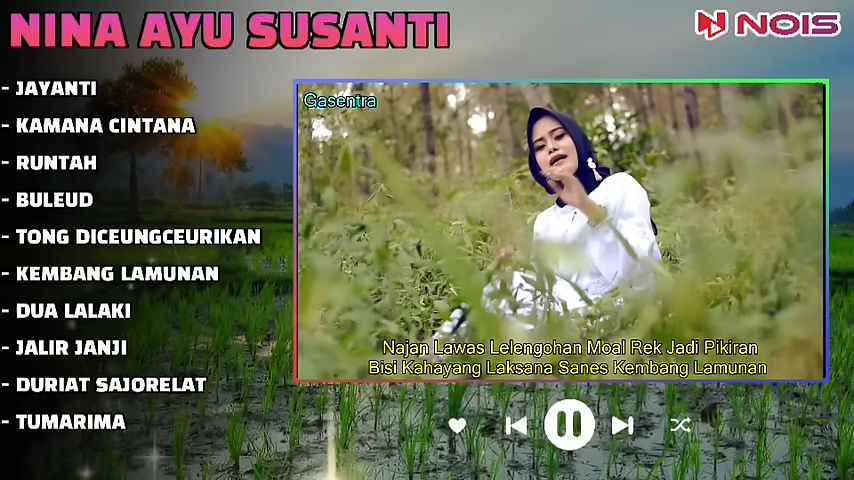 NINA AYU SUSANTI
NOIS
- JAYANTI
- KAMANA CINTANA
- RUNTAH
- BULEUD
- TONG DICEUNGCEURIKAN
- KEMBANG LAMUNAN
- DUA LALAKI
- JALIR JANJI
- DURIAT SAJORELAT
- TUMARIMA
Gasentra
Najan Lawas Lelengohan Moal Rek Jadi Pikiran
Bisi Kahayang Laksana Sanes Kembang Lamunan